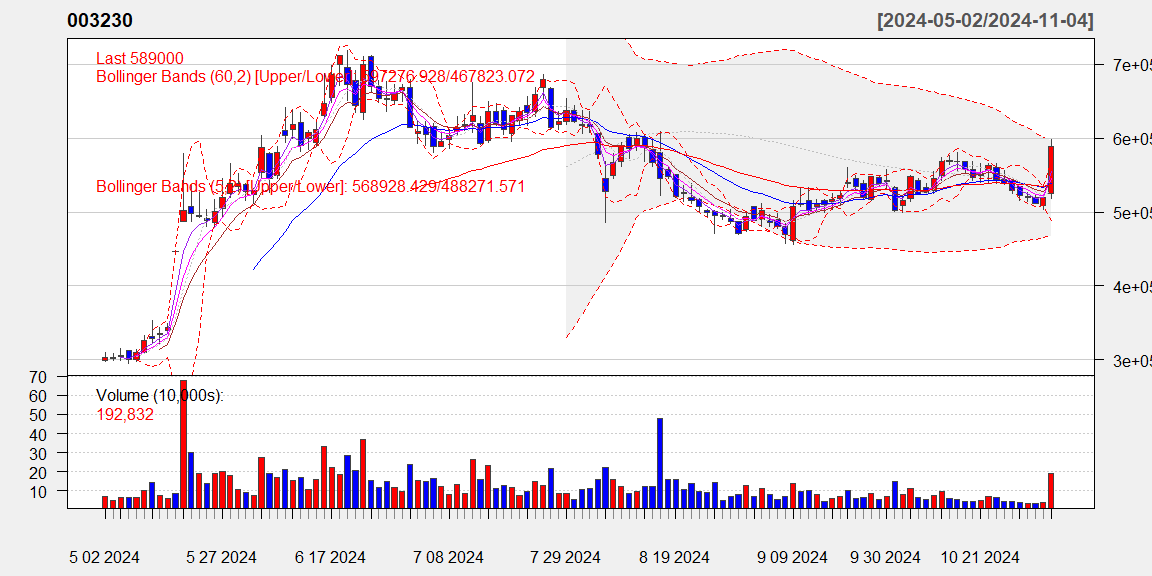 003230 [2024-05-02/2024-11-04]
Last 589000
Bollinger Bands (60,2) [Upper/Lower]: 597276.928/467823.072
Bollinger Bands (5,2) [Upper/Lower]: 568928.429/488271.571
7e+05
6e+05
5e+05
4e+05
3e+05
Volume (10,000s):
192,832
70
60
50
40
30
20
10
5 02 2024 5 27 2024 6 17 2024 7 08 2024 7 29 2024 8 19 2024 9 09 2024 9 30 2024 10 21 2024